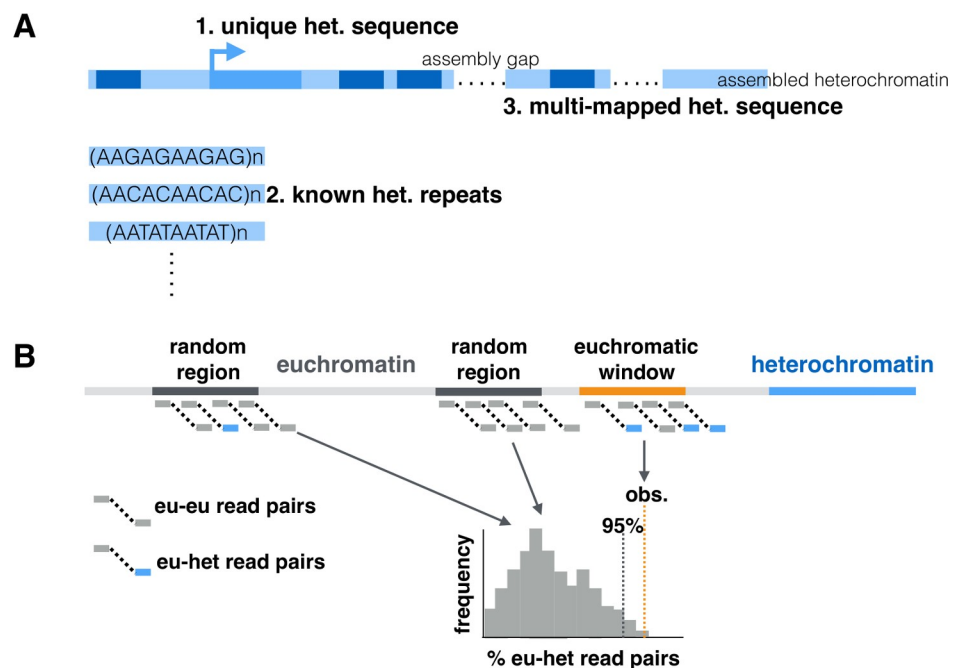 A
1. unique het. sequence
assembly gap
assembled heterochromatin
3. multi-mapped het. sequence
(AAGAGAAGAG)n
(AACACAACAC)n 2. known het. repeats
(AATATAATAT)n
B
random
region
euchromatin
random
region
euchromatic
window
heterochromatin
eu-eu read pairs
eu-het read pairs
obs.
95%
frequency
% eu-het read pairs